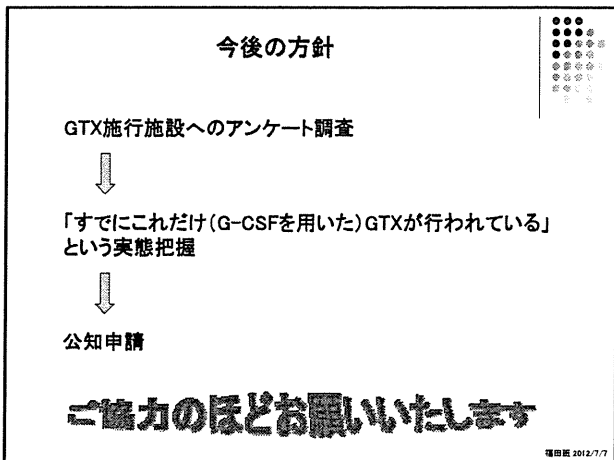 今後の方針
GTX施行施設へのアンケート調査
「すでにこれだけ（G-CSFを用いた）GTXが行われている」
という実態把握
公知申請
ご協力のほどお願いいたします
福田班 2012/7/7